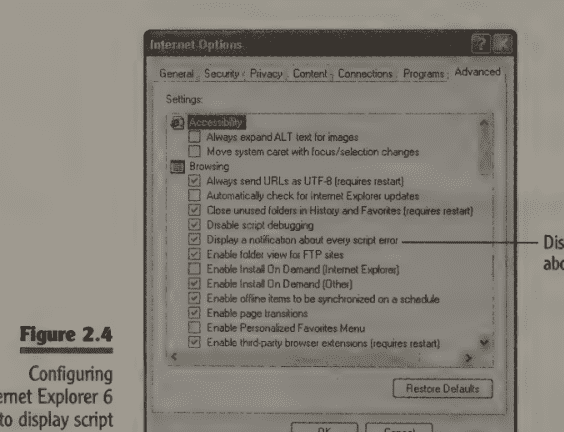 Internet Options
General Security Privacy Content Connections Programs Advanced
Settings:
Accessibility
Always expand ALT text for images
Move system caret with focus/selection changes
Browsing
Always send URLs as UTF-8 (requires restart)
Automatically check for Internet Explorer updates
Close unused folders in History and Favorites (requires restart)
Disable script debugging
Display a notification about every script error
Enable folder view for FTP sites
Enable Install On Demand (Internet Explorer)
Enable Install On Demand (Other)
Enable offline items to be synchronized on a schedule
Enable page transitions
Enable Personalized Favorites Menu
Enable third-party browser extensions (requires restart)
Restore Defaults
OK Cancel
Dis
abo
Figure 2.4
Configuring
ernet Explorer 6
to display script